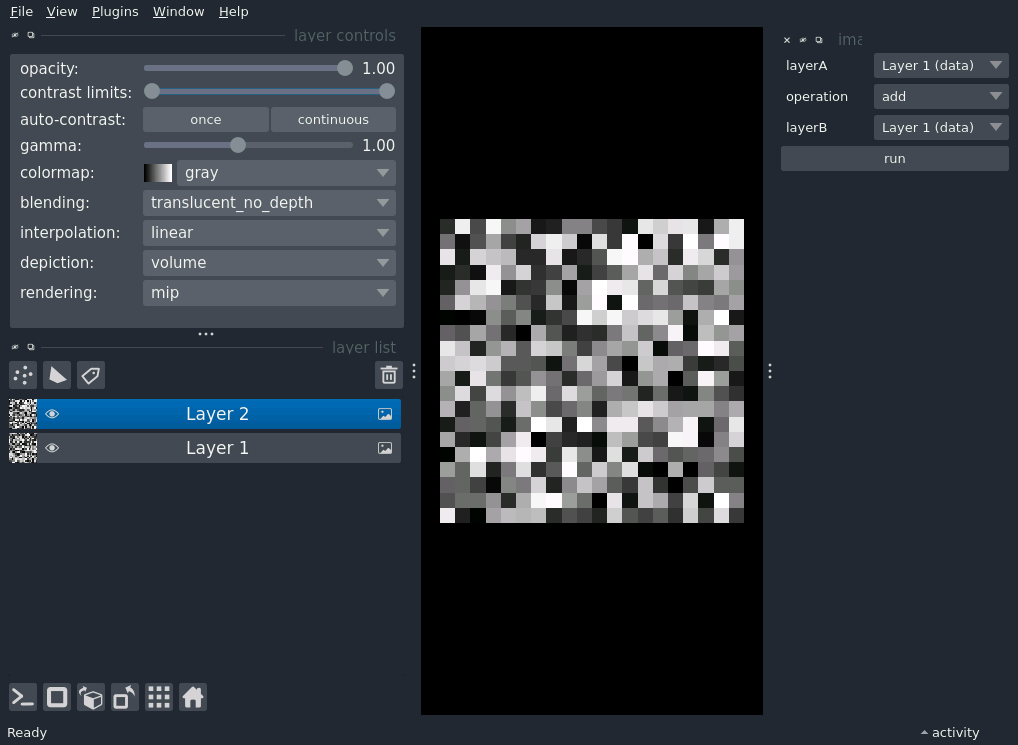 File View Plugins Window Help
layer controls
opacity: 1.00
contrast limits:
auto-contrast: once continuous
gamma: 1.00
colormap: gray
blending: translucent_no_depth
interpolation: linear
depiction: volume
rendering: mip
layer list
Layer 2
Layer 1
ima
layerA Layer 1 (data)
operation add
layerB Layer 1 (data)
run
Ready
activity